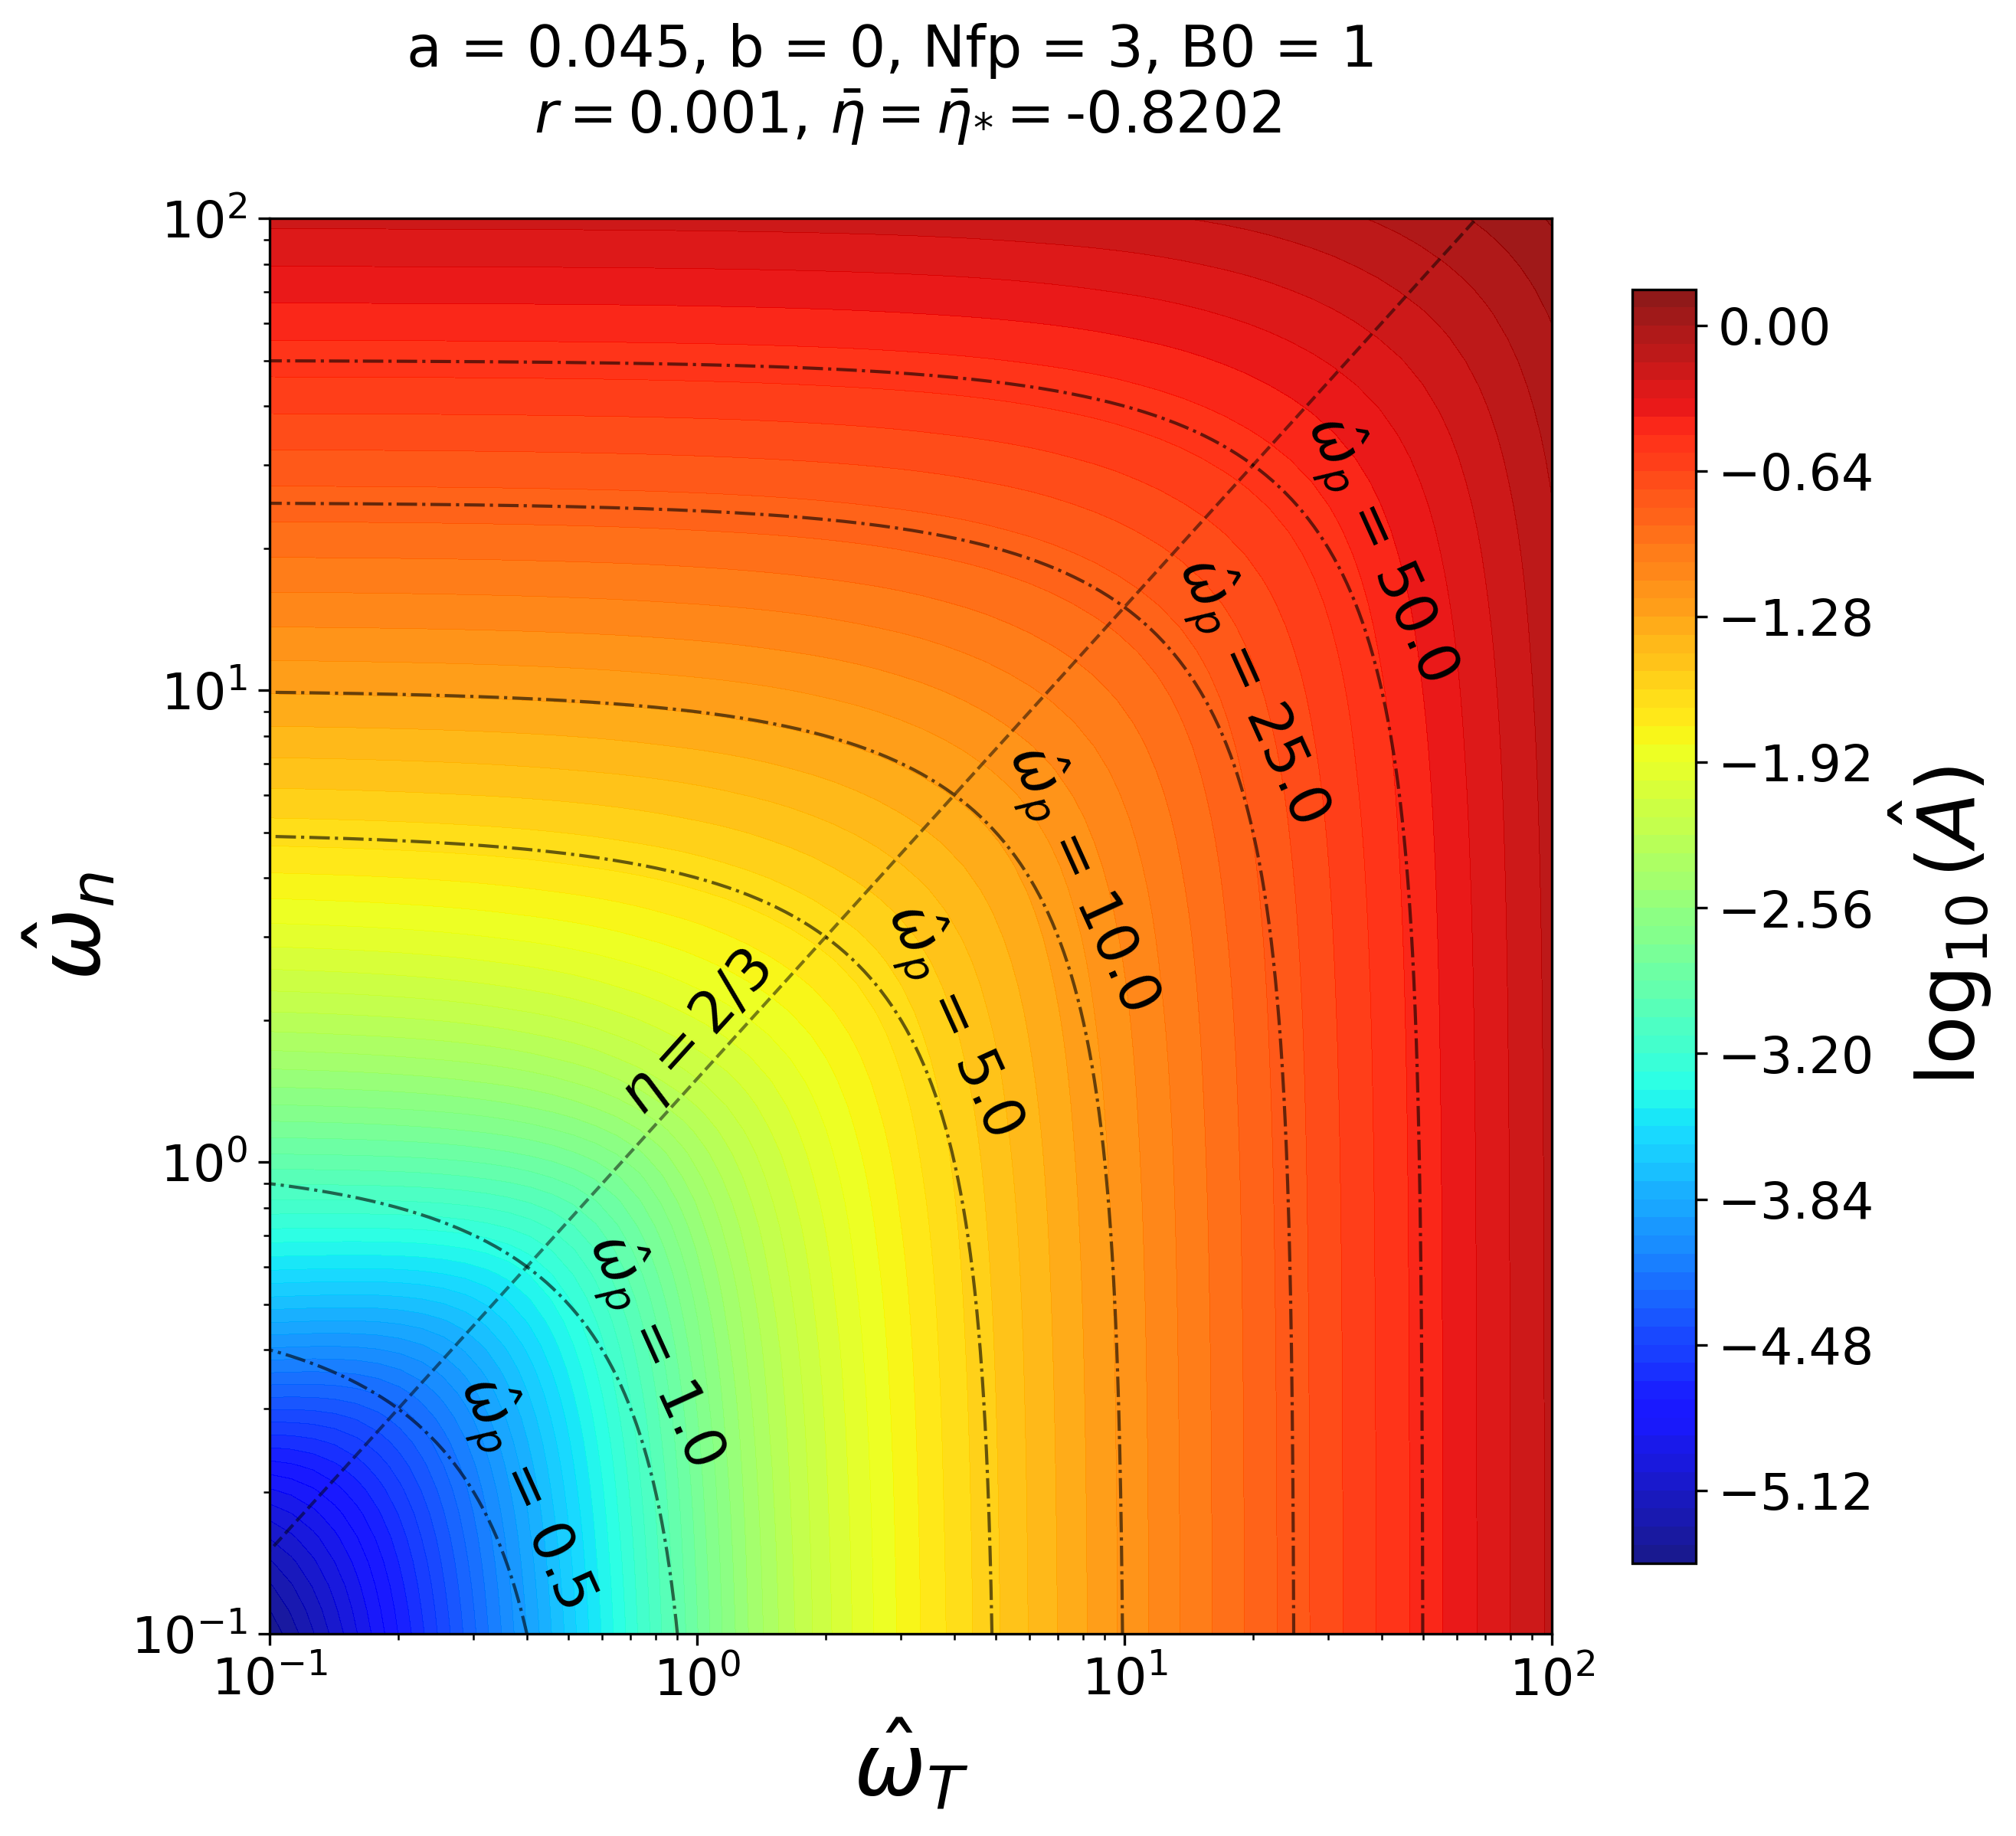 a = 0.045, b = 0, Nfp = 3, B0 = 1
r = 0.001, η̄ = η̄* = -0.8202
10²
10¹
10⁰
10⁻¹
ω̂ₙ
ω̂ₚ = 50.0
ω̂ₚ = 25.0
ω̂ₚ = 10.0
ω̂ₚ = 5.0
η = 2/3
ω̂ₚ = 1.0
ω̂ₚ = 0.5
10⁻¹
10⁰
10¹
10²
ω̂_T
0.00
−0.64
−1.28
−1.92
−2.56
−3.20
−3.84
−4.48
−5.12
log₁₀ (Â)